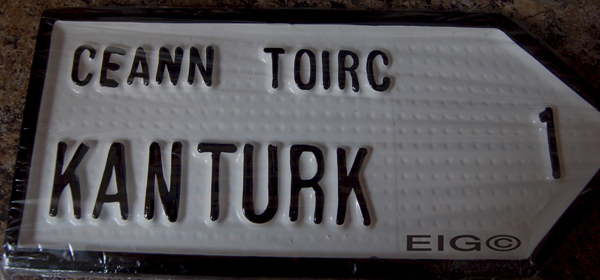 CEANN TOIRC
KANTURK
1
EIG©